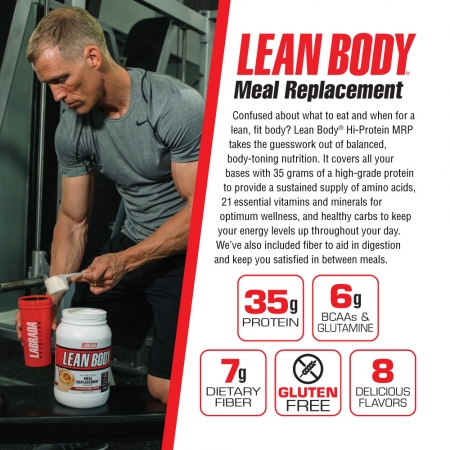 LEAN BODY®
Meal Replacement
Confused about what to eat and when for a
lean, fit body? Lean Body® Hi-Protein MRP
takes the guesswork out of balanced,
body-toning nutrition. It covers all your
bases with 35 grams of a high-grade protein
to provide a sustained supply of amino acids,
21 essential vitamins and minerals for
optimum wellness, and healthy carbs to keep
your energy levels up throughout your day.
We've also included fiber to aid in digestion
and keep you satisfied in between meals.
35g
PROTEIN
6g
BCAAs &
GLUTAMINE
7g
DIETARY
FIBER
GLUTEN
FREE
8
DELICIOUS
FLAVORS
LABRADA
LABRADA
LEAN BODY
MEAL
REPLACEMENT